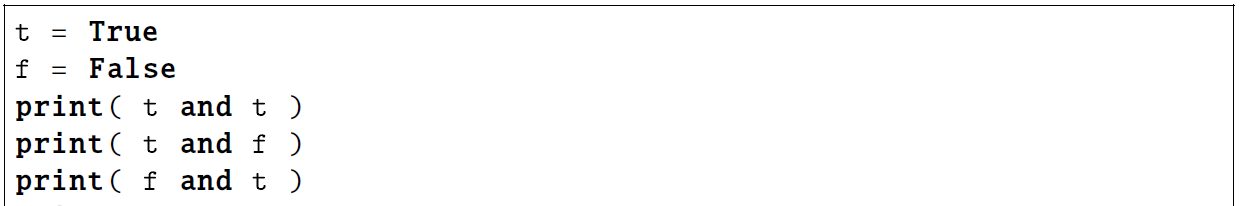 t = True
f = False
print( t and t )
print( t and f )
print( f and t )